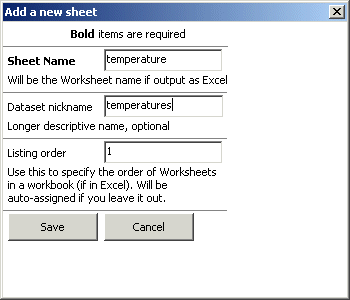 Add a new sheet
Bold items are required
Sheet Name temperature
Will be the Worksheet name if output as Excel
Dataset nickname temperatures
Longer descriptive name, optional
Listing order 1
Use this to specify the order of Worksheets
in a workbook (if in Excel). Will be
auto-assigned if you leave it out.
Save Cancel